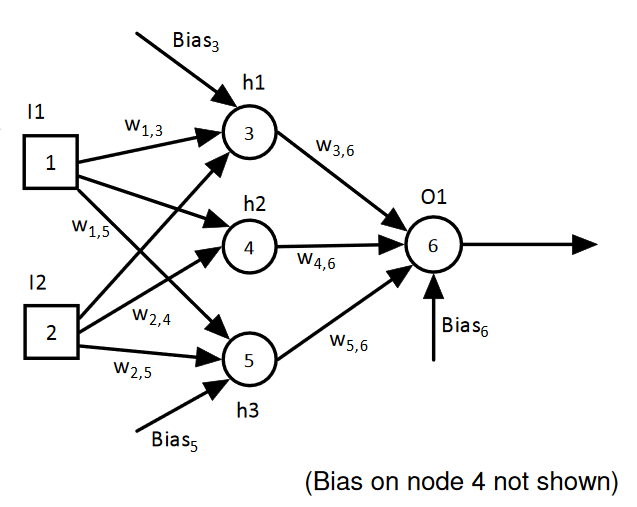 Bias3
h1
I1
w1,3
3
1
w3,6
O1
h2
w1,5
4
6
w4,6
I2
w2,4
2
Bias6
w5,6
5
w2,5
h3
Bias5
(Bias on node 4 not shown)